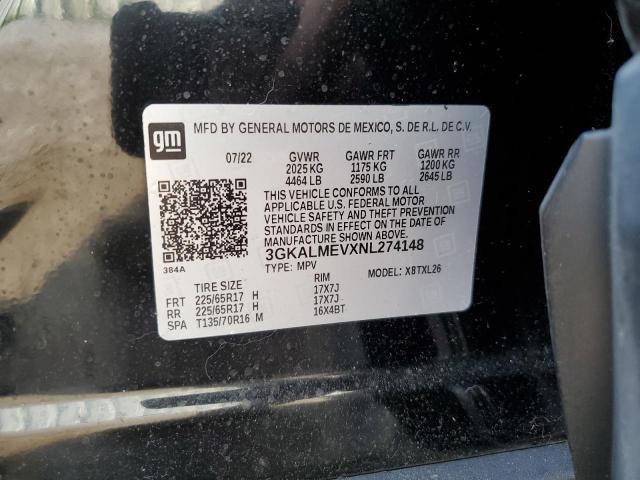 gm MFD BY GENERAL MOTORS DE MEXICO, S. DE R.L. DE C.V.
07/22 GVWR GAWR FRT GAWR RR
2025 KG 1175 KG 1200 KG
4464 LB 2590 LB 2645 LB
THIS VEHICLE CONFORMS TO ALL
APPLICABLE U.S. FEDERAL MOTOR
VEHICLE SAFETY AND THEFT PREVENTION
STANDARDS IN EFFECT ON THE DATE OF
MANUFACTURE SHOWN ABOVE.
3GKALMEVXNL274148
384A
TYPE: MPV MODEL: X8TXL26
TIRE SIZE RIM
FRT 225/65R17 H 17X7J
RR 225/65R17 H 17X7J
SPA T135/70R16 M 16X4BT